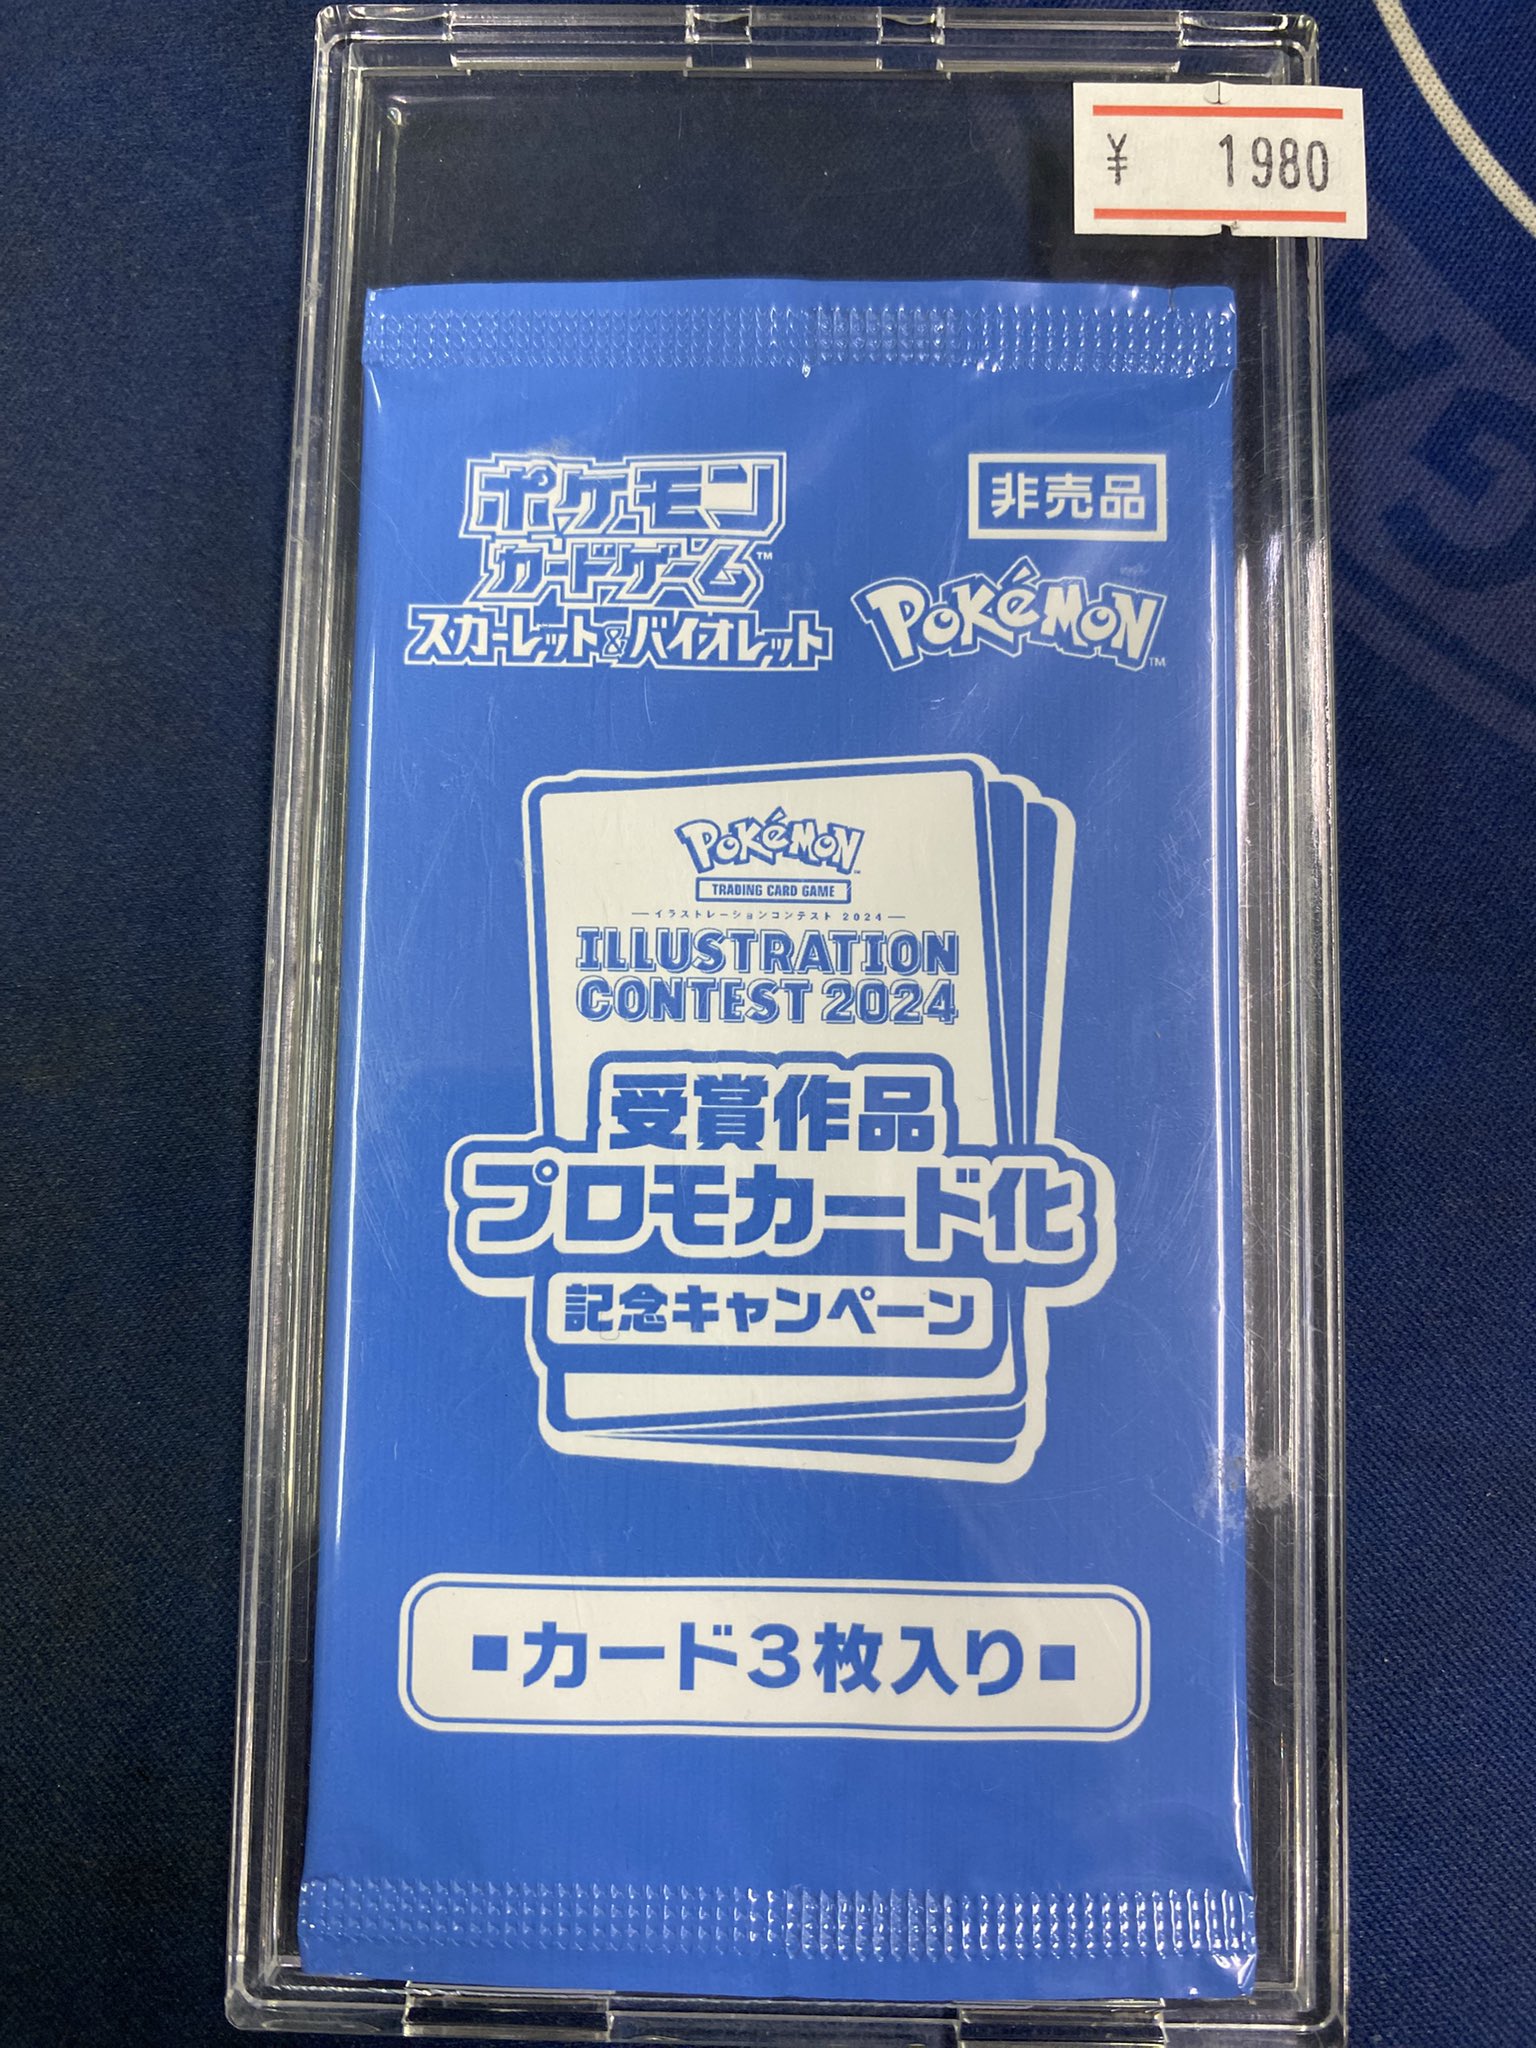 ¥ 1980
ポケモン
カードゲーム™
スカーレット&バイオレット
非売品
Pokémon™
Pokémon
TRADING CARD GAME
イラストレーションコンテスト 2024
ILLUSTRATION
CONTEST 2024
受賞作品
プロモカード化
記念キャンペーン
■カード3枚入り■